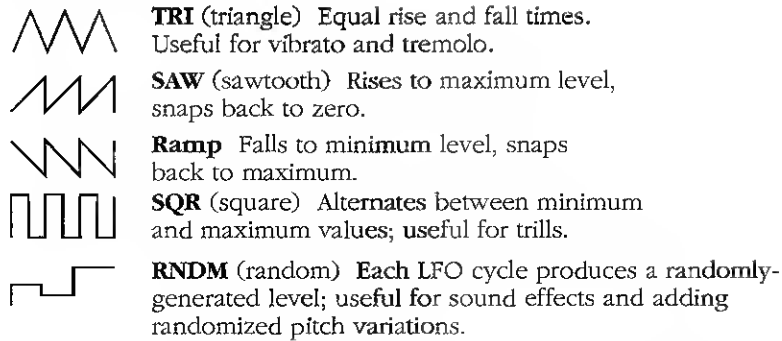 TRI (triangle) Equal rise and fall times.
Useful for vibrato and tremolo.
SAW (sawtooth) Rises to maximum level,
snaps back to zero.
Ramp Falls to minimum level, snaps
back to maximum.
SQR (square) Alternates between minimum
and maximum values; useful for trills.
RNDM (random) Each LFO cycle produces a randomly-
generated level; useful for sound effects and adding
randomized pitch variations.